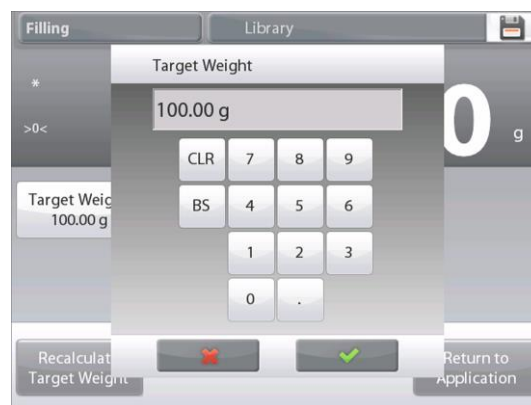 Filling
Library
Target Weight
*
100.00 g
>0<
0
g
CLR 7 8 9
Target Weig
100.00 g
BS 4 5 6
1 2 3
0 .
Recalculat
Target Weight
Return to
Application